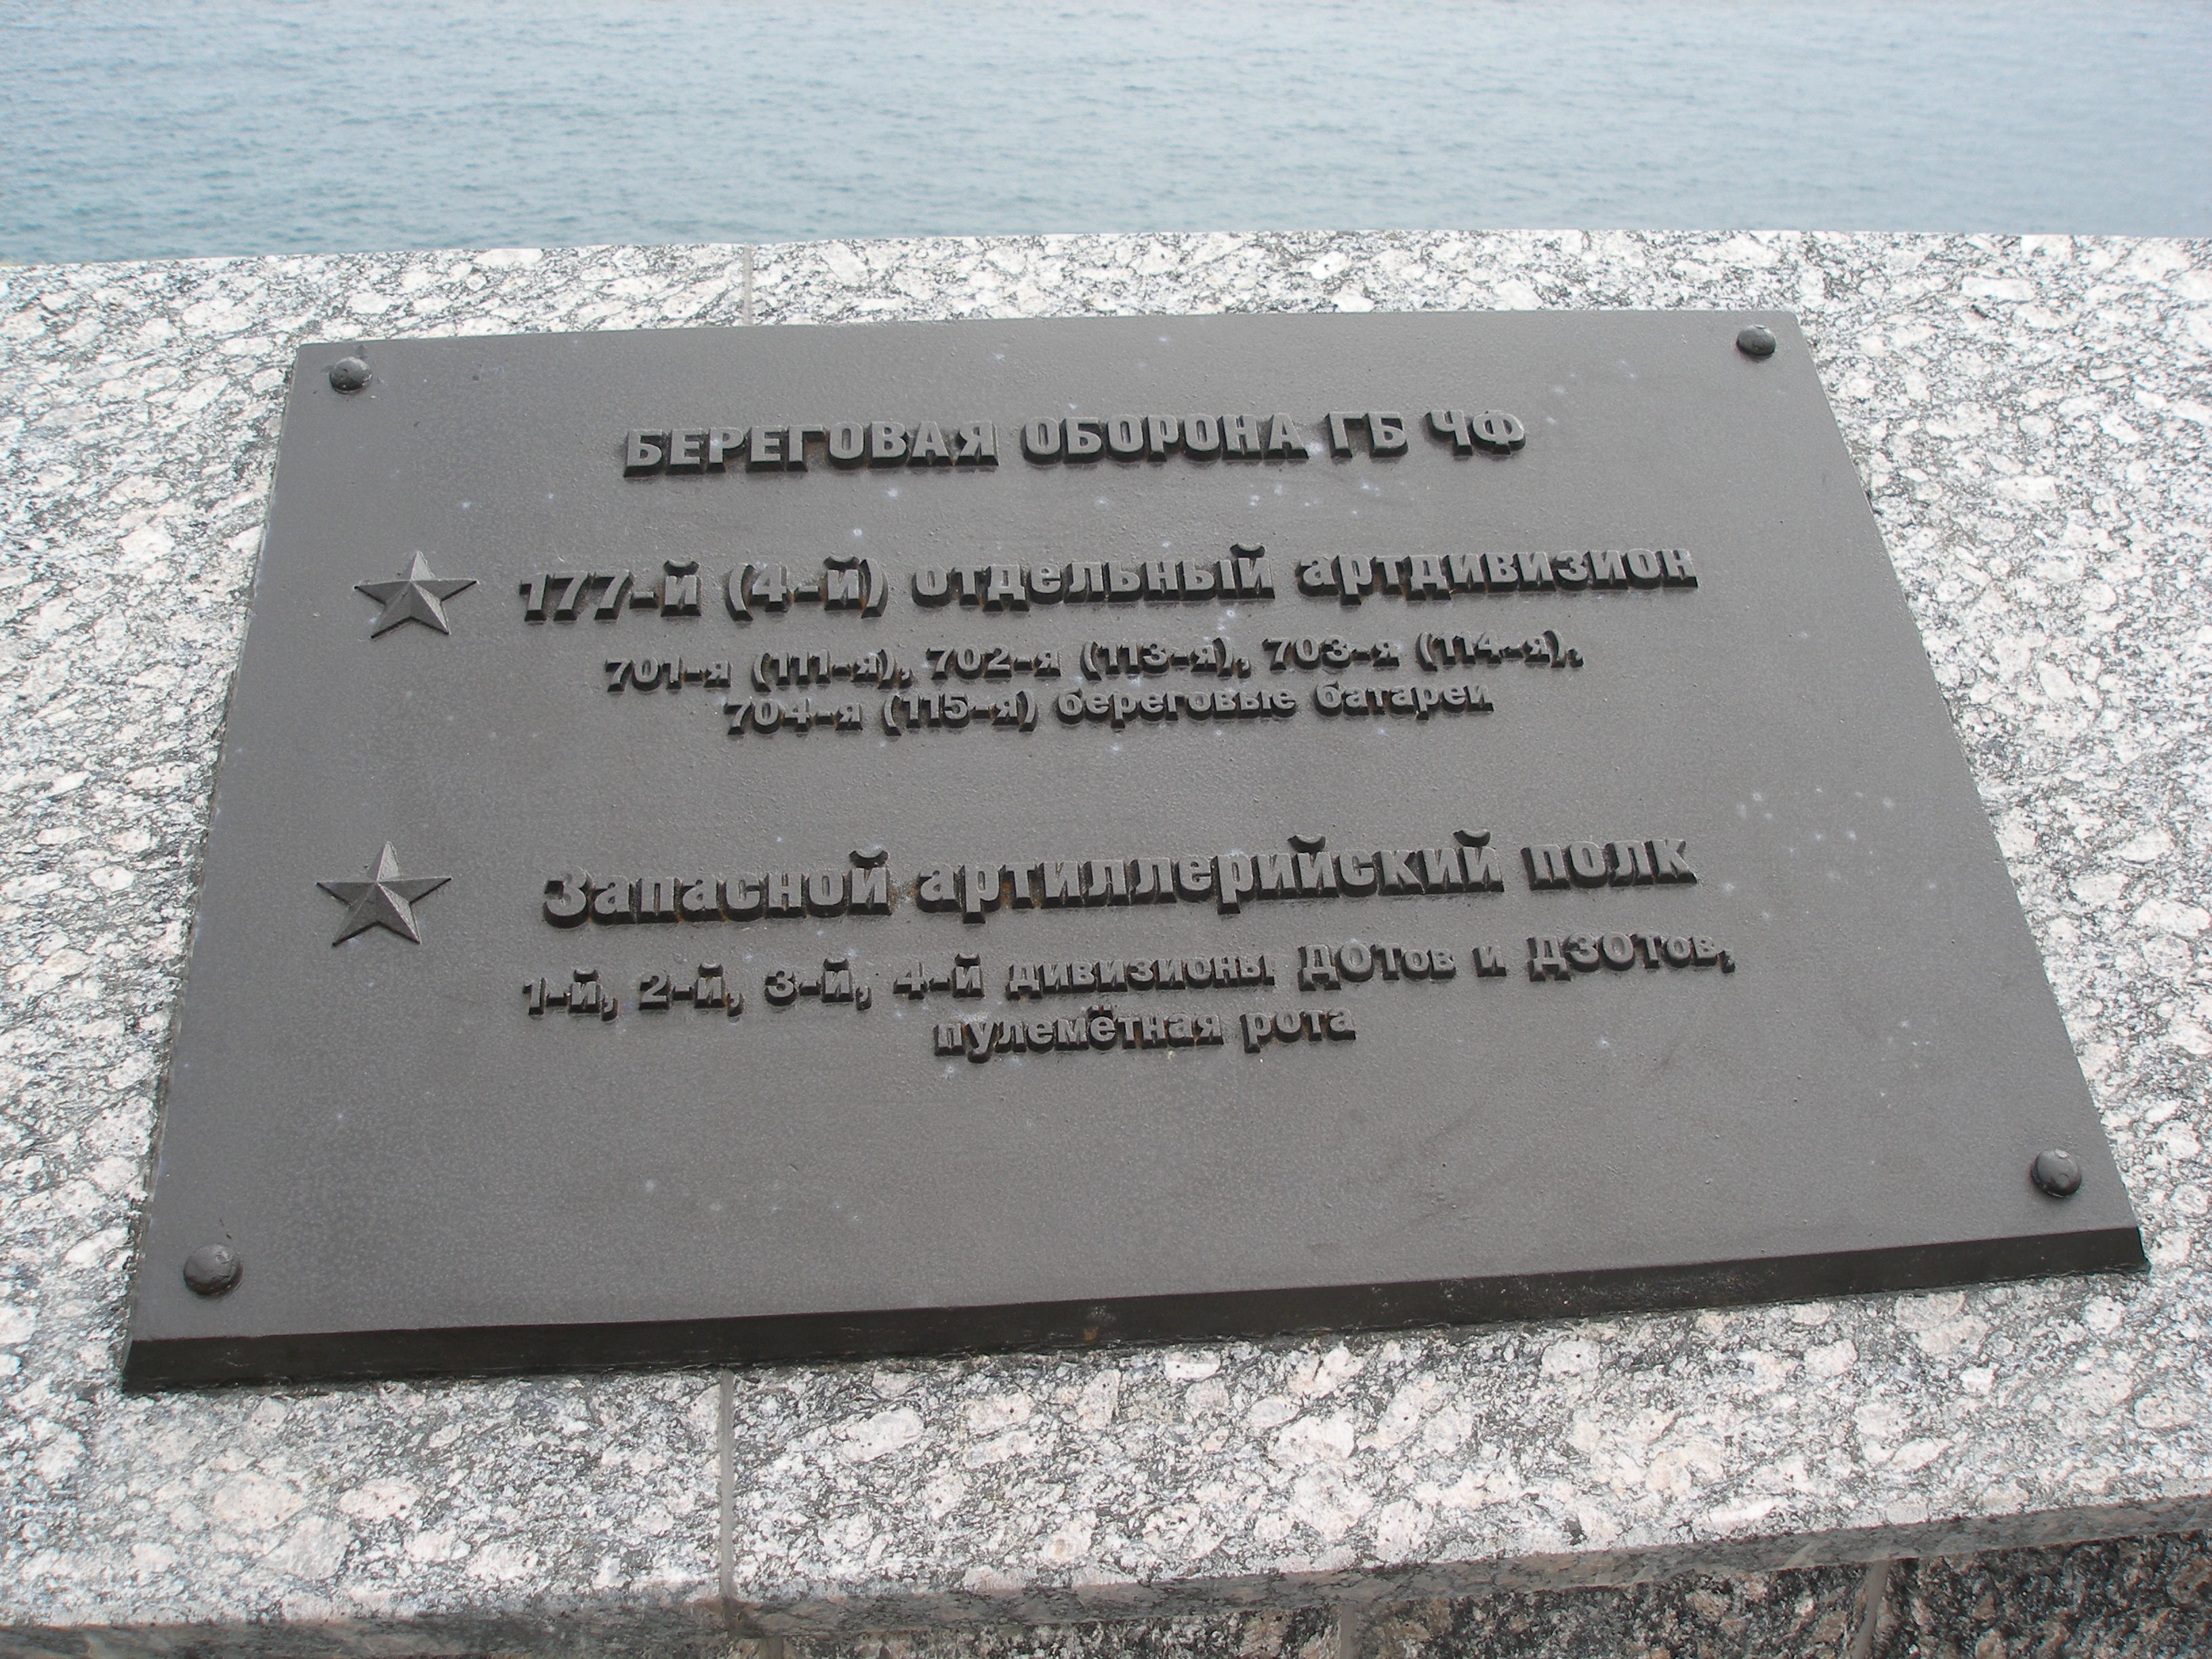 БЕРЕГОВАЯ ОБОРОНА ГБ ЧФ
177-й (4-й) отдельный артдивизион
701-я (111-я), 702-я (113-я), 703-я (114-я),
704-я (115-я) береговые батареи
Запасной артиллерийский полк
1-й, 2-й, 3-й, 4-й дивизионы ДОТов и ДЗОТов,
пулемётная рота